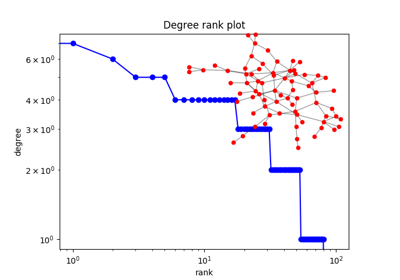 Degree rank plot
degree
6 × 10⁰
4 × 10⁰
3 × 10⁰
2 × 10⁰
10⁰
10⁰
10¹
10²
rank